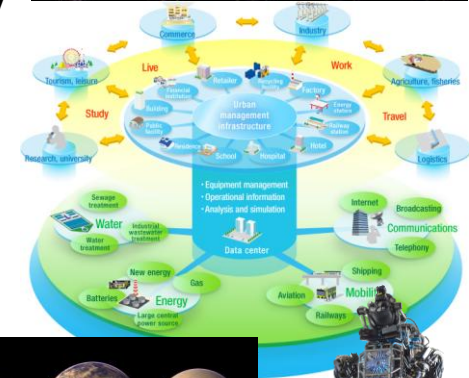 Commerce
Industry
Tourism, leisure
Live
Work
Agriculture, fisheries
Retailer
Recycling facility
Financial institution
Factory
Building
Urban management infrastructure
Energy station
Study
Public facility
Railway station
Travel
Residence
School
Hospital
Hotel
Research, university
Logistics
• Equipment management
• Operational information
• Analysis and simulation
Data center
Sewage treatment
Water
Industrial wastewater treatment
Water treatment
Internet
Broadcasting
Communications
Telephony
New energy
Gas
Batteries
Energy
Large central power source
Shipping
Aviation
Railways